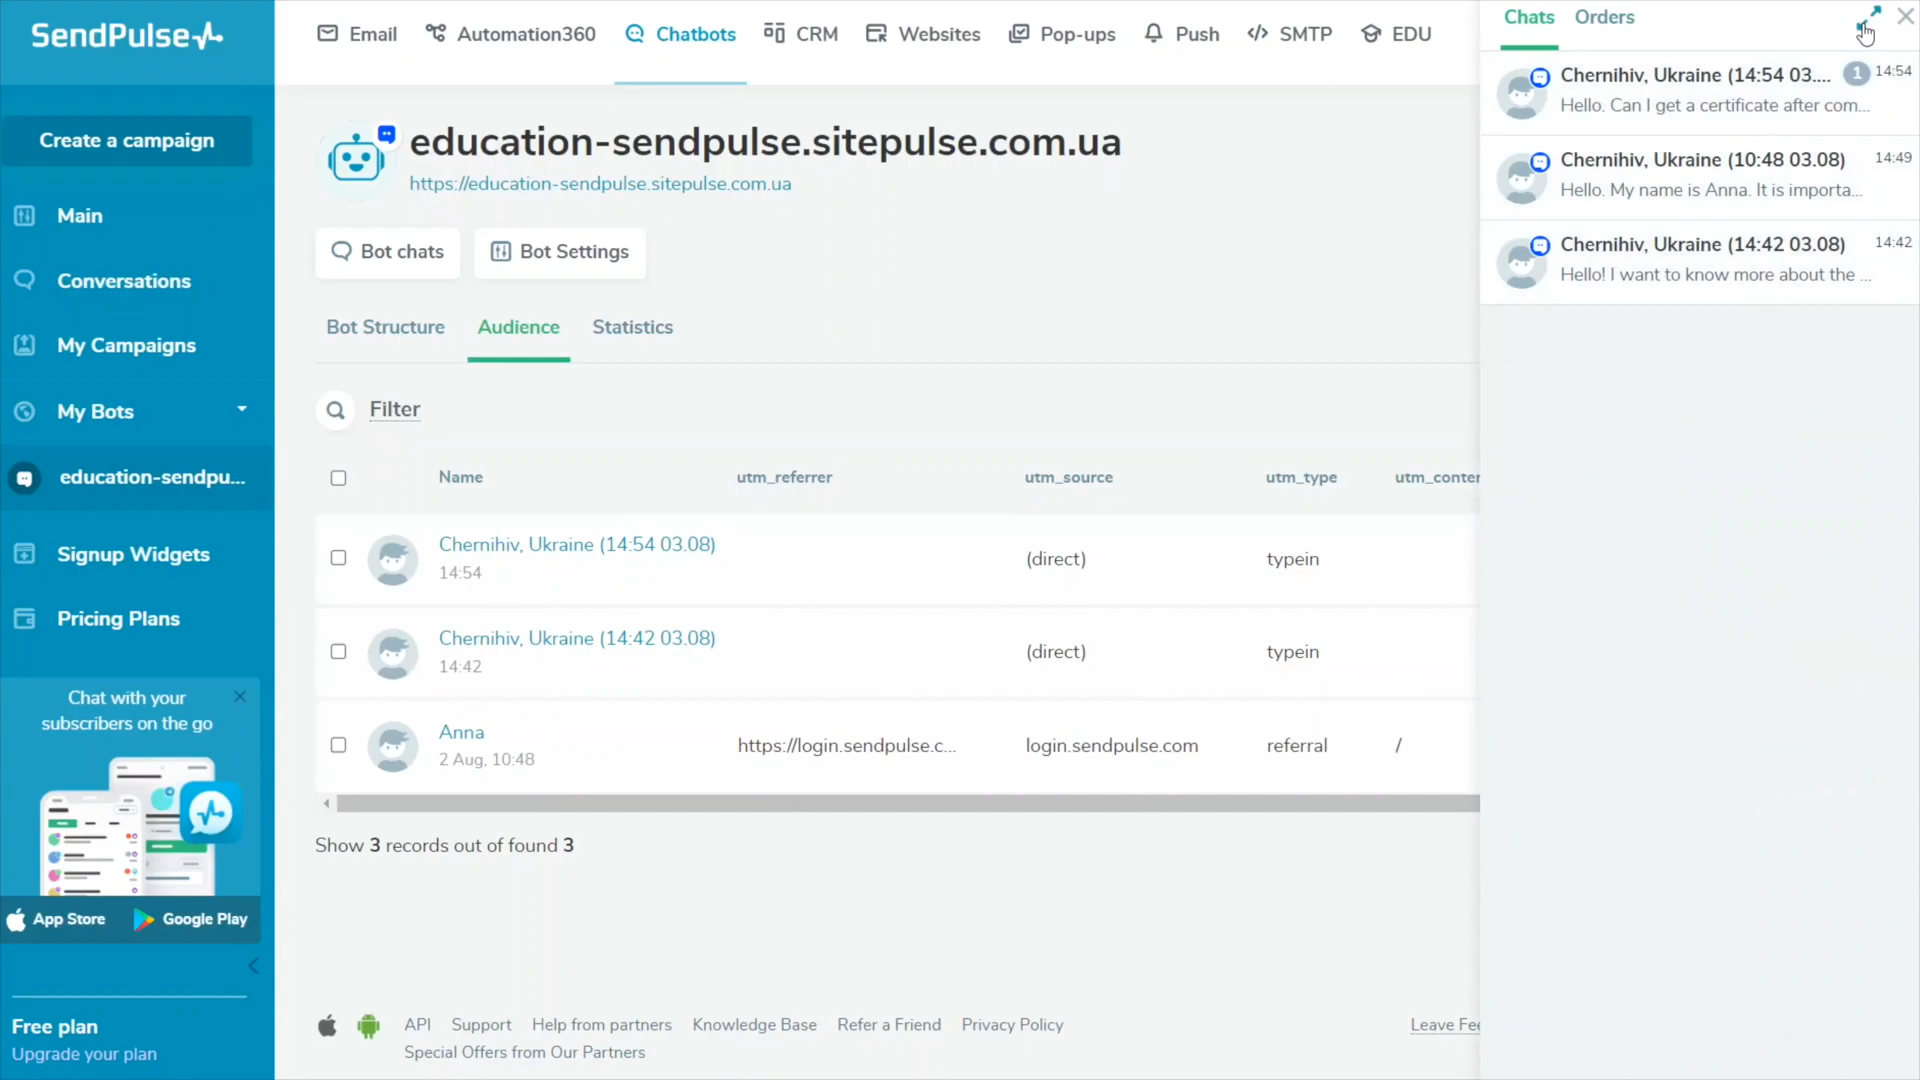 SendPulse
Email
Automation360
Chatbots
CRM
Websites
Pop-ups
Push
SMTP
EDU
Create a campaign
Main
Conversations
My Campaigns
My Bots
education-sendpu...
Signup Widgets
Pricing Plans
Chat with your
subscribers on the go
App Store
Google Play
Free plan
Upgrade your plan
education-sendpulse.sitepulse.com.ua
https://education-sendpulse.sitepulse.com.ua
Bot chats
Bot Settings
Bot Structure
Audience
Statistics
Filter
Name utm_referrer utm_source utm_type utm_conter
Chernihiv, Ukraine (14:54 03.08)
14:54
(direct) typein
Chernihiv, Ukraine (14:42 03.08)
14:42
(direct) typein
Anna
2 Aug, 10:48
https://login.sendpulse.c... login.sendpulse.com referral /
Show 3 records out of found 3
API Support Help from partners Knowledge Base Refer a Friend Privacy Policy
Special Offers from Our Partners
Leave Fee
Chats
Orders
Chernihiv, Ukraine (14:54 03.... 1 14:54
Hello. Can I get a certificate after com...
Chernihiv, Ukraine (10:48 03.08) 14:49
Hello. My name is Anna. It is importa...
Chernihiv, Ukraine (14:42 03.08) 14:42
Hello! I want to know more about the ...